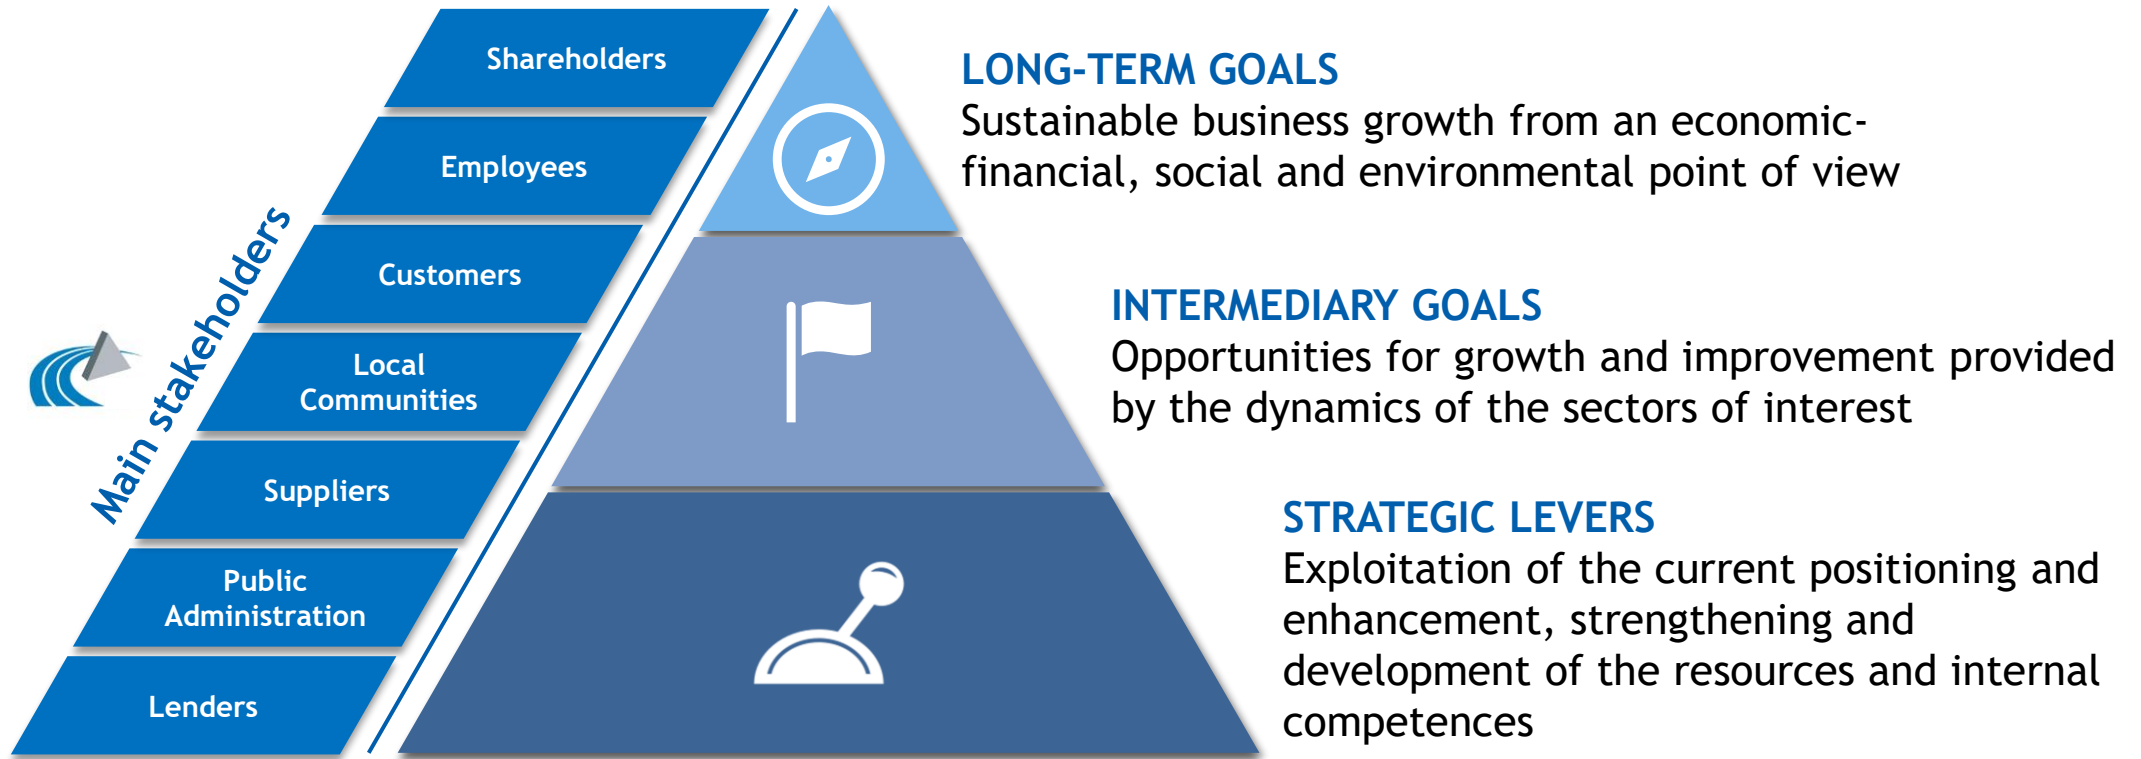 Main stakeholders
Shareholders
Employees
Customers
Local
Communities
Suppliers
Public
Administration
Lenders
LONG-TERM GOALS
Sustainable business growth from an economic-
financial, social and environmental point of view
INTERMEDIARY GOALS
Opportunities for growth and improvement provided
by the dynamics of the sectors of interest
STRATEGIC LEVERS
Exploitation of the current positioning and
enhancement, strengthening and
development of the resources and internal
competences